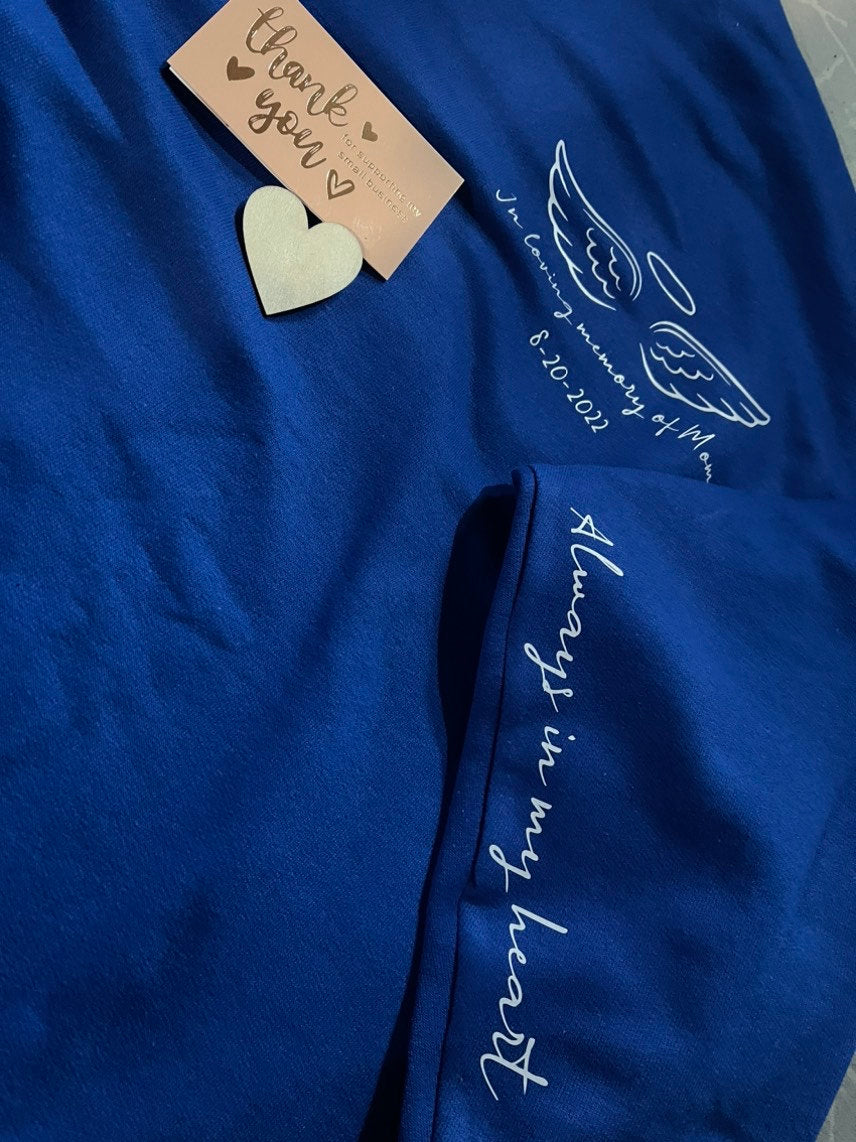 thank
you
for supporting my
small business
In loving memory of Mom
8-20-2022
Always in my heart